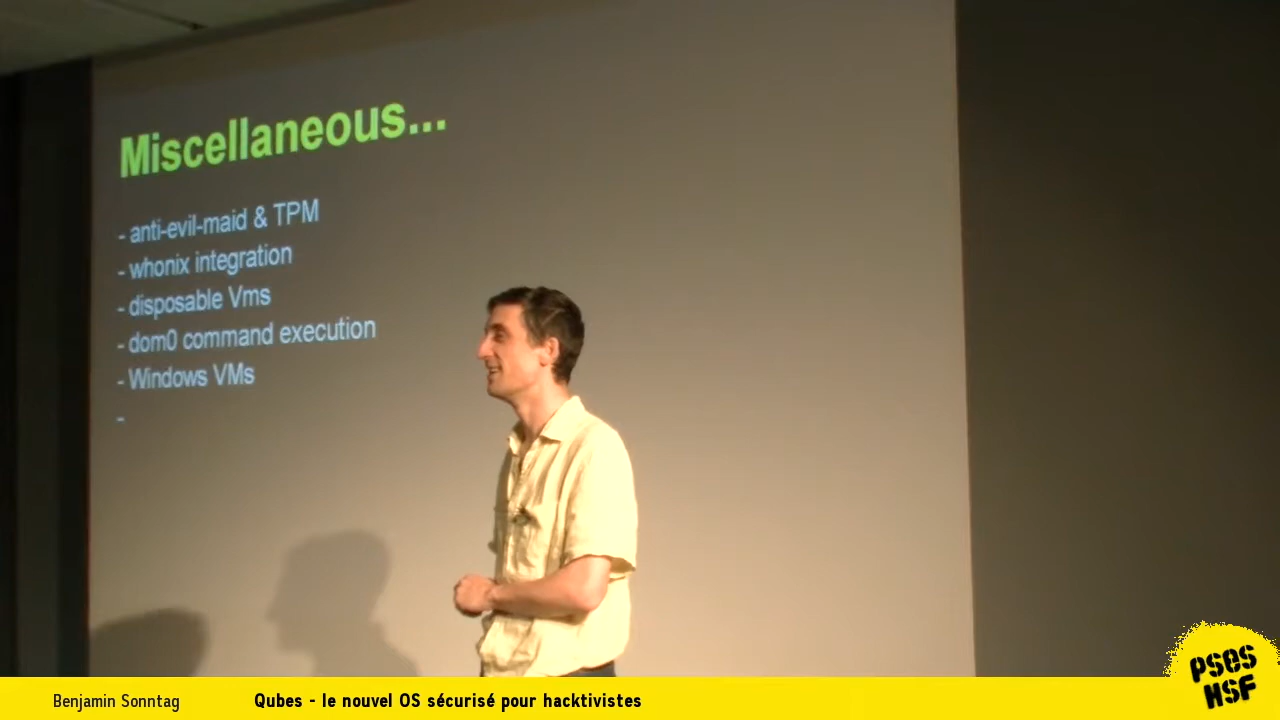 Miscellaneous...
- anti-evil-maid & TPM
- whonix integration
- disposable Vms
- dom0 command execution
- Windows VMs
-
Benjamin Sonntag
Qubes - le nouvel OS sécurisé pour hacktivistes
PSES
HSF